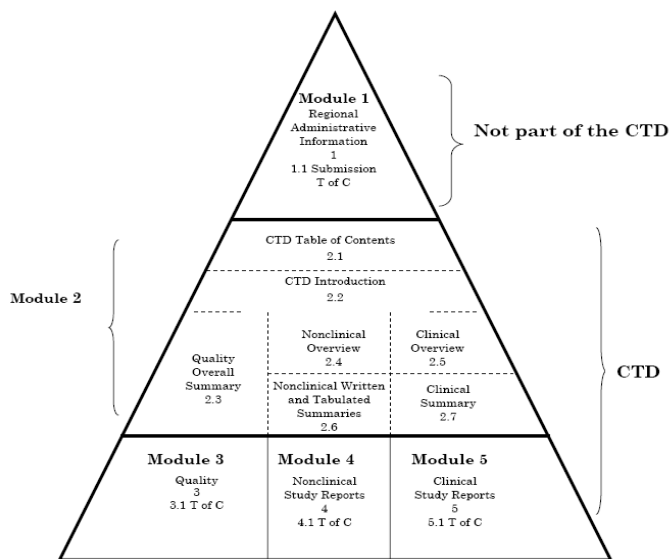 Module 1
Regional
Administrative
Information
1
1.1 Submission
T of C
Not part of the CTD
Module 2
CTD Table of Contents
2.1
CTD Introduction
2.2
Quality
Overall
Summary
2.3
Nonclinical
Overview
2.4
Clinical
Overview
2.5
Nonclinical Written
and Tabulated
Summaries
2.6
Clinical
Summary
2.7
CTD
Module 3
Quality
3
3.1 T of C
Module 4
Nonclinical
Study Reports
4
4.1 T of C
Module 5
Clinical
Study Reports
5
5.1 T of C